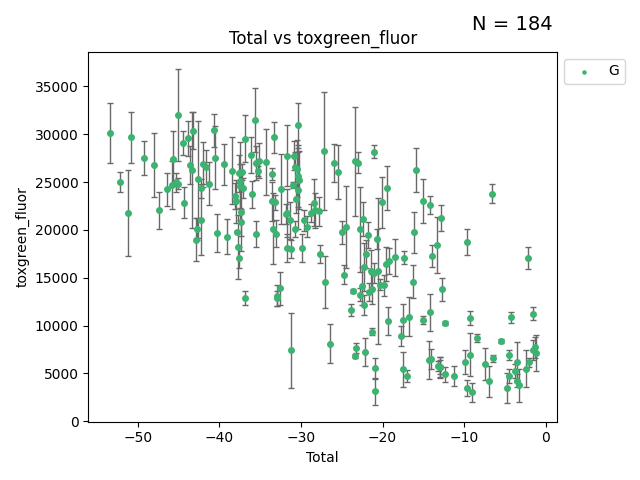 N = 184
Total vs toxgreen_fluor
G
toxgreen_fluor
35000
30000
25000
20000
15000
10000
5000
0
−50 −40 −30 −20 −10 0
Total